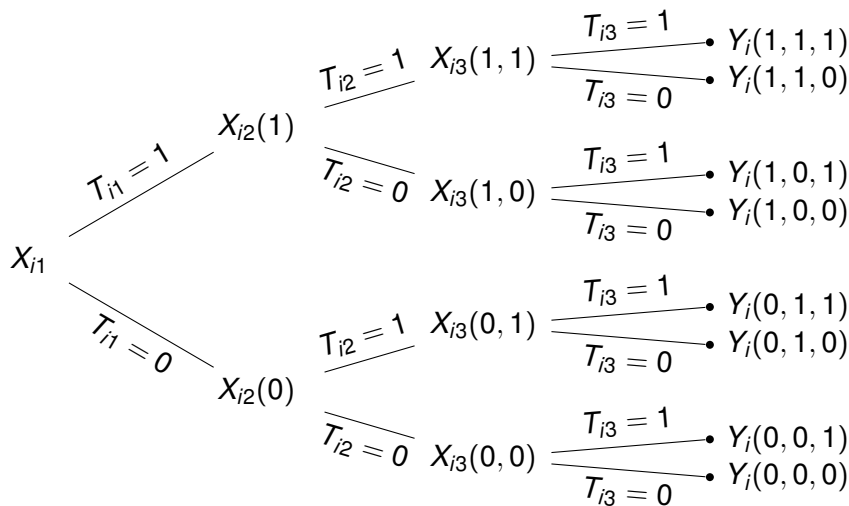 T_{i3} = 1
Y_i(1, 1, 1)
X_{i3}(1, 1)
T_{i2} = 1
Y_i(1, 1, 0)
T_{i3} = 0
X_{i2}(1)
T_{i3} = 1
T_{i1} = 1
Y_i(1, 0, 1)
T_{i2} = 0
X_{i3}(1, 0)
Y_i(1, 0, 0)
T_{i3} = 0
X_{i1}
T_{i3} = 1
Y_i(0, 1, 1)
X_{i3}(0, 1)
T_{i1} = 0
T_{i2} = 1
Y_i(0, 1, 0)
T_{i3} = 0
X_{i2}(0)
T_{i3} = 1
Y_i(0, 0, 1)
T_{i2} = 0
X_{i3}(0, 0)
Y_i(0, 0, 0)
T_{i3} = 0